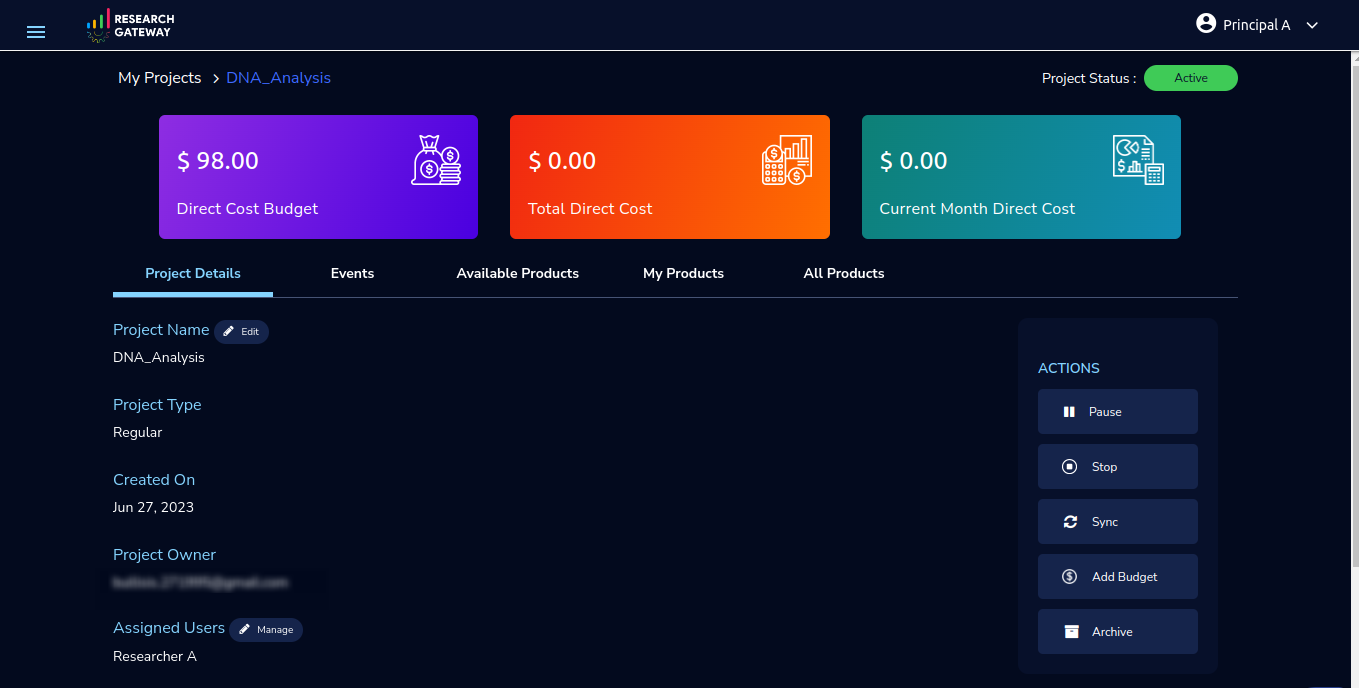 RESEARCH
GATEWAY
Principal A
My Projects > DNA_Analysis
Project Status : Active
$ 98.00
Direct Cost Budget
$ 0.00
Total Direct Cost
$ 0.00
Current Month Direct Cost
Project Details Events Available Products My Products All Products
Project Name Edit
DNA_Analysis
Project Type
Regular
Created On
Jun 27, 2023
Project Owner
Assigned Users Manage
Researcher A
ACTIONS
Pause
Stop
Sync
Add Budget
Archive